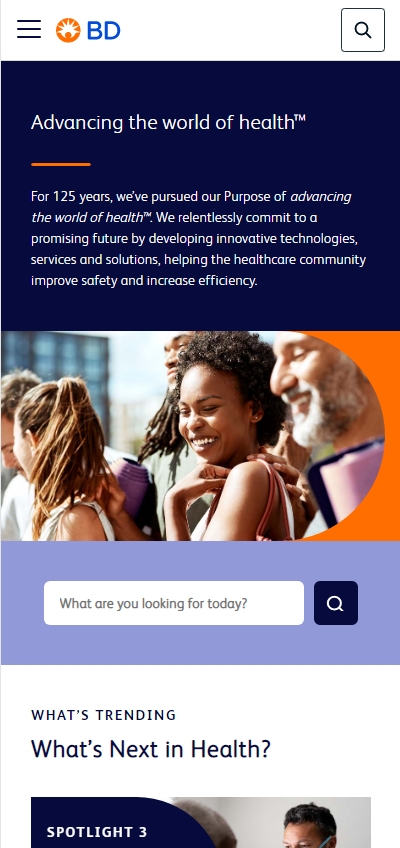 BD
Advancing the world of health™
For 125 years, we've pursued our Purpose of advancing
the world of health™. We relentlessly commit to a
promising future by developing innovative technologies,
services and solutions, helping the healthcare community
improve safety and increase efficiency.
What are you looking for today?
WHAT'S TRENDING
What's Next in Health?
SPOTLIGHT 3